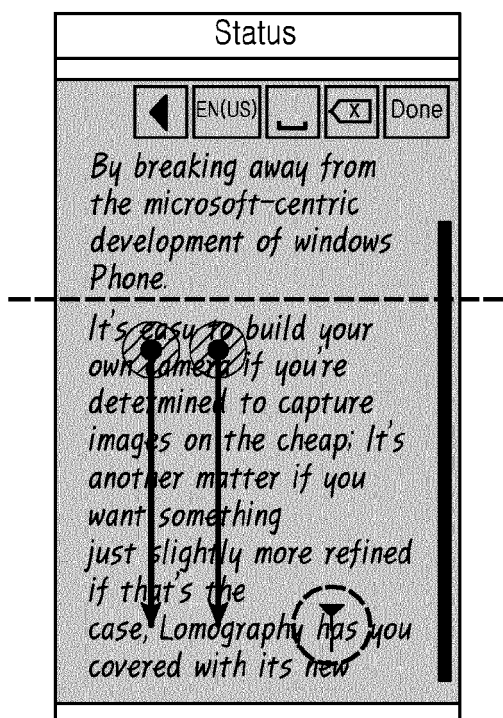 Status
EN(US) X Done
By breaking away from
the microsoft-centric
development of windows
Phone.
It's easy to build your
own camera if you're
determined to capture
images on the cheap; It's
another matter if you
want something
just slightly more refined
if that's the
case, Lomography has you
covered with its new